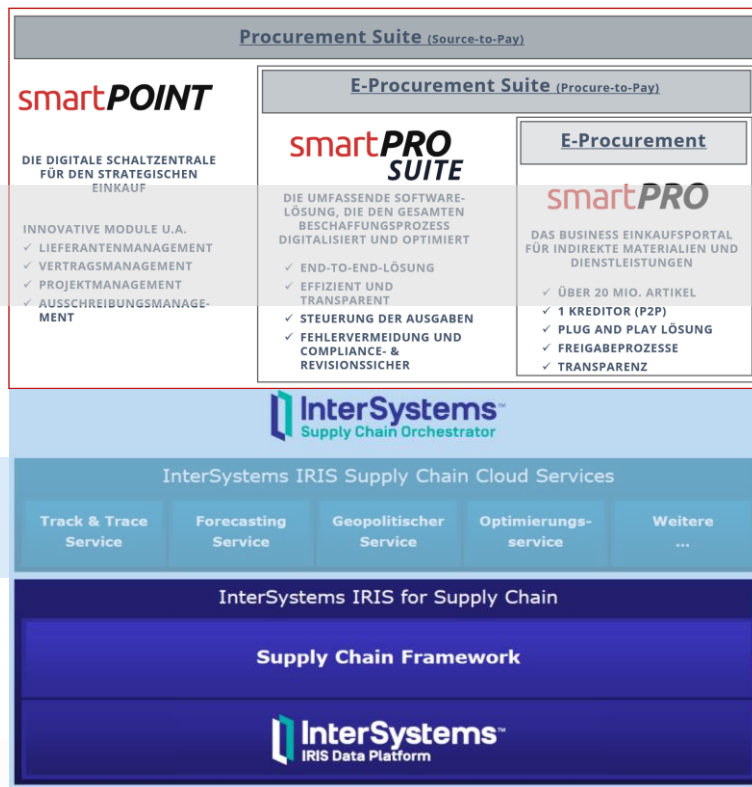 Procurement Suite (Source-to-Pay)
smartPOINT
DIE DIGITALE SCHALTZENTRALE
FÜR DEN STRATEGISCHEN
EINKAUF
INNOVATIVE MODULE U.A.
✓ LIEFERANTENMANAGEMENT
✓ VERTRAGSMANAGEMENT
✓ PROJEKTMANAGEMENT
✓ AUSSCHREIBUNGSMANAGE-
MENT
E-Procurement Suite (Procure-to-Pay)
smartPRO
SUITE
DIE UMFASSENDE SOFTWARE-
LÖSUNG, DIE DEN GESAMTEN
BESCHAFFUNGSPROZESS
DIGITALISIERT UND OPTIMIERT
✓ END-TO-END-LÖSUNG
✓ EFFIZIENT UND
TRANSPARENT
✓ STEUERUNG DER AUSGABEN
✓ FEHLERVERMEIDUNG UND
COMPLIANCE- &
REVISIONSSICHER
E-Procurement
smartPRO
DAS BUSINESS EINKAUFSPORTAL
FÜR INDIREKTE MATERIALIEN UND
DIENSTLEISTUNGEN
✓ ÜBER 20 MIO. ARTIKEL
✓ 1 KREDITOR (P2P)
✓ PLUG AND PLAY LÖSUNG
✓ FREIGABEPROZESSE
✓ TRANSPARENZ
InterSystems™
Supply Chain Orchestrator
InterSystems IRIS Supply Chain Cloud Services
Track & Trace
Service
Forecasting
Service
Geopolitischer
Service
Optimierungs-
service
Weitere
...
InterSystems IRIS for Supply Chain
Supply Chain Framework
InterSystems™
IRIS Data Platform